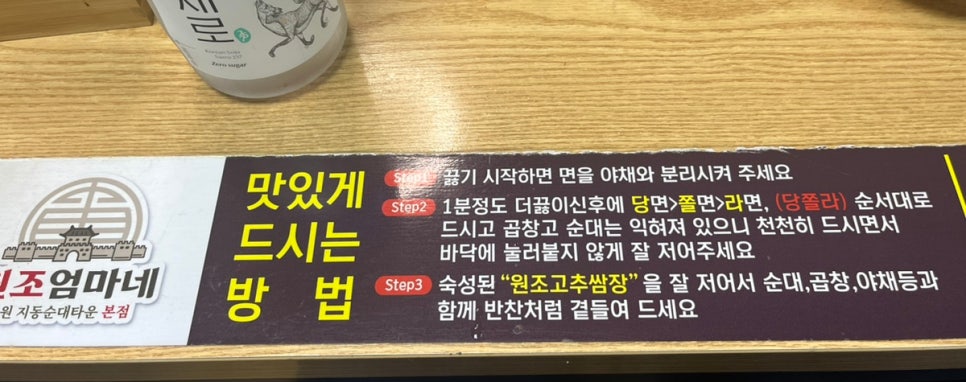 로
Korean Soju
Zero sugar
맛있게
드시는
방 법
Step1 끓기 시작하면 면을 야채와 분리시켜 주세요
Step2 1분정도 더끓이신후에 당면>쫄면>라면, (당쫄라) 순서대로
드시고 곱창고 순대는 익혀져 있으니 천천히 드시면서
바닥에 눌러붙지 않게 잘 저어주세요
Step3 숙성된 “원조고추쌈장” 을 잘 저어서 순대,곱창,야채등과
함께 반찬처럼 곁들여 드세요
원조엄마네
원 지동순대타운 본점